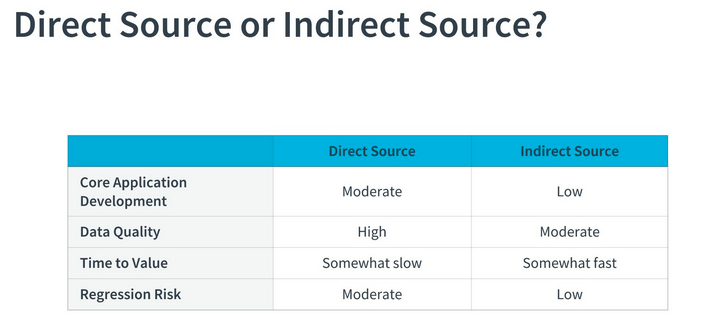 Direct Source or Indirect Source?
Direct Source Indirect Source
Core Application
Development Moderate Low
Data Quality High Moderate
Time to Value Somewhat slow Somewhat fast
Regression Risk Moderate Low